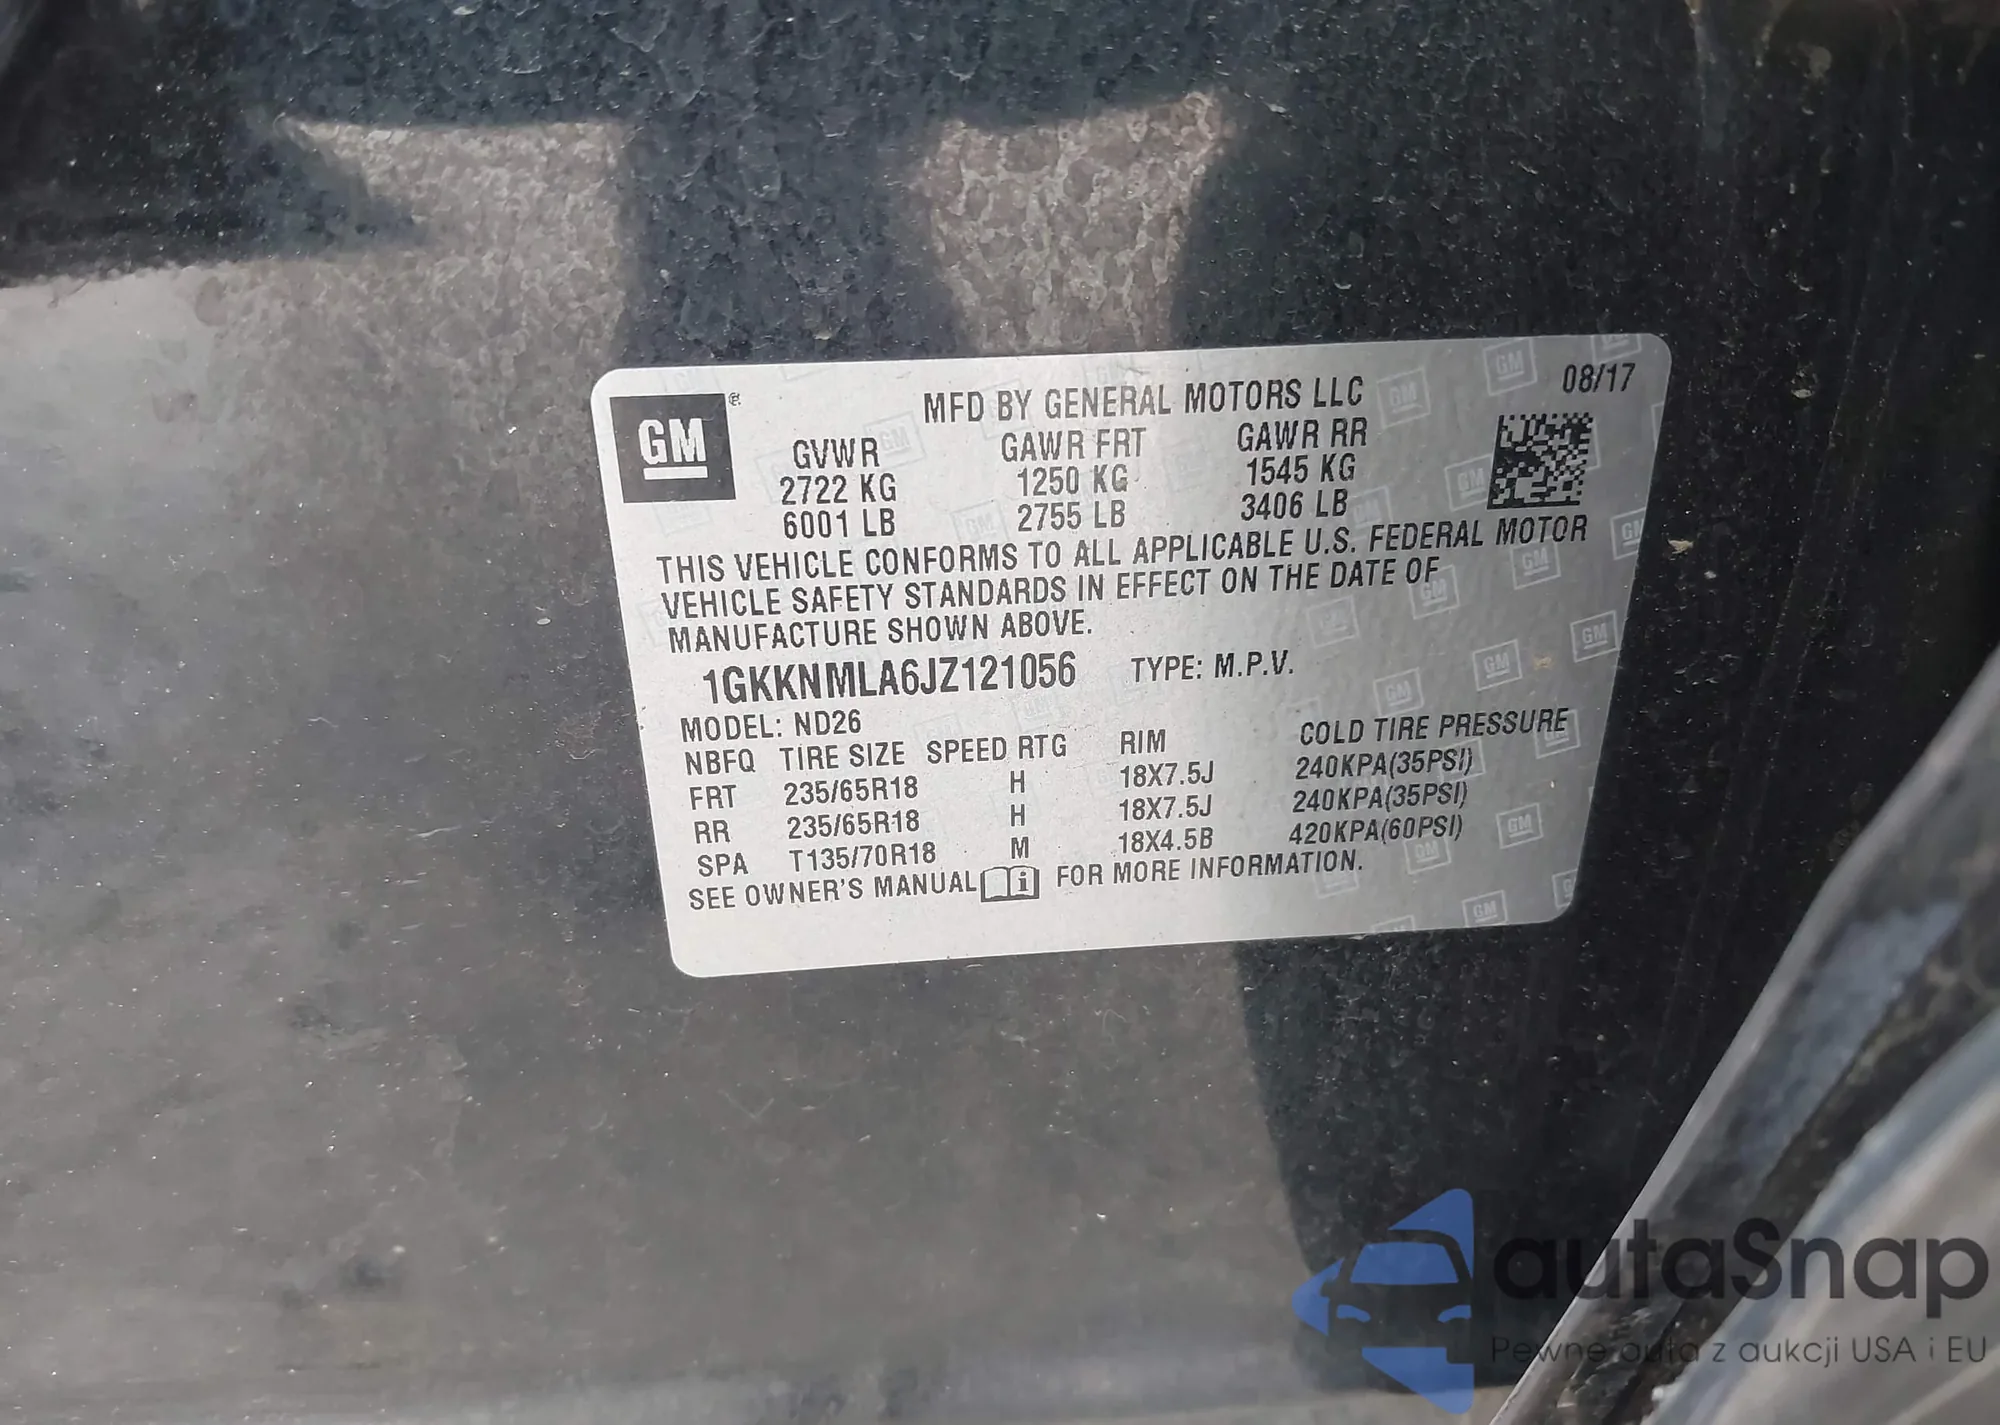 GM
MFD BY GENERAL MOTORS LLC
08/17
GVWR GAWR FRT GAWR RR
2722 KG 1250 KG 1545 KG
6001 LB 2755 LB 3406 LB
THIS VEHICLE CONFORMS TO ALL APPLICABLE U.S. FEDERAL MOTOR
VEHICLE SAFETY STANDARDS IN EFFECT ON THE DATE OF
MANUFACTURE SHOWN ABOVE.
1GKKNMLA6JZ121056 TYPE: M.P.V.
MODEL: ND26
NBFQ TIRE SIZE SPEED RTG RIM COLD TIRE PRESSURE
FRT 235/65R18 H 18X7.5J 240KPA(35PSI)
RR 235/65R18 H 18X7.5J 240KPA(35PSI)
SPA T135/70R18 M 18X4.5B 420KPA(60PSI)
SEE OWNER'S MANUAL FOR MORE INFORMATION.
autaSnap
Pewne auta z aukcji USA i EU